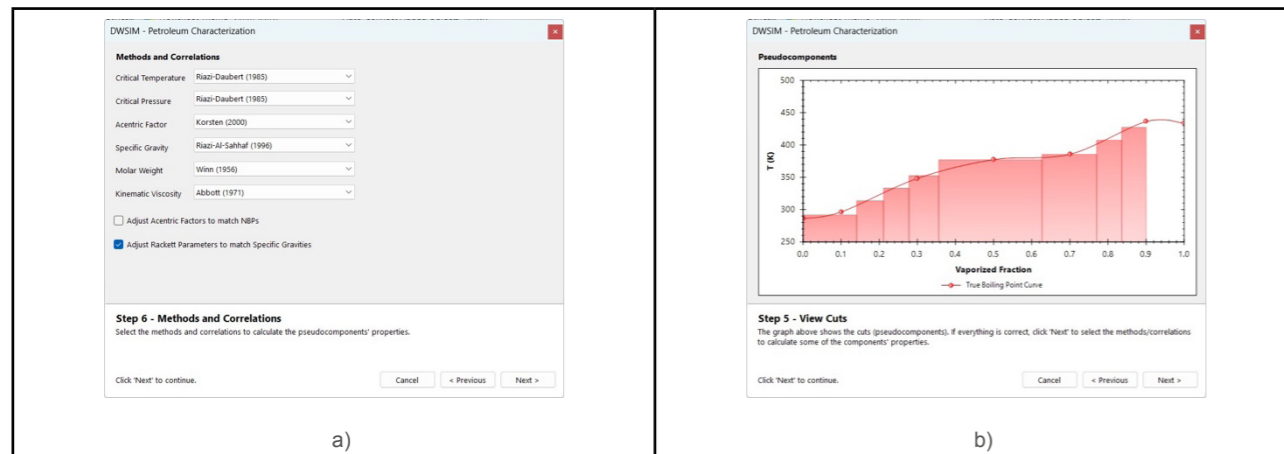 DWSIM - Petroleum Characterization
Methods and Correlations
Critical Temperature Riazi-Daubert (1985)
Critical Pressure Riazi-Daubert (1985)
Acentric Factor Korsten (2000)
Specific Gravity Riazi-Al-Sahhaf (1996)
Molar Weight Winn (1956)
Kinematic Viscosity Abbott (1971)
Adjust Acentric Factors to match NBPs
Adjust Rackett Parameters to match Specific Gravities
Step 6 - Methods and Correlations
Select the methods and correlations to calculate the pseudocomponents' properties.
Click 'Next' to continue. Cancel < Previous Next >
a)
DWSIM - Petroleum Characterization
Pseudocomponents
500
450
400
350
300
250
T (K)
0.0 0.1 0.2 0.3 0.4 0.5 0.6 0.7 0.8 0.9 1.0
Vaporized Fraction
True Boiling Point Curve
Step 5 - View Cuts
The graph above shows the cuts (pseudocomponents). If everything is correct, click 'Next' to select the methods/correlations
to calculate some of the components' properties.
Click 'Next' to continue. Cancel < Previous Next >
b)